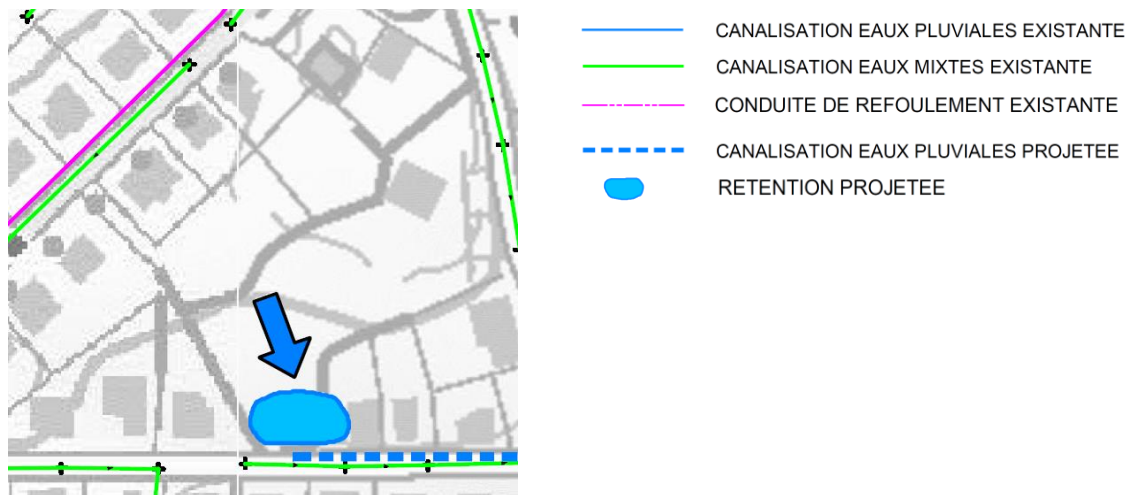 CANALISATION EAUX PLUVIALES EXISTANTE
CANALISATION EAUX MIXTES EXISTANTE
CONDUITE DE REFOULEMENT EXISTANTE
CANALISATION EAUX PLUVIALES PROJETEE
RETENTION PROJETEE